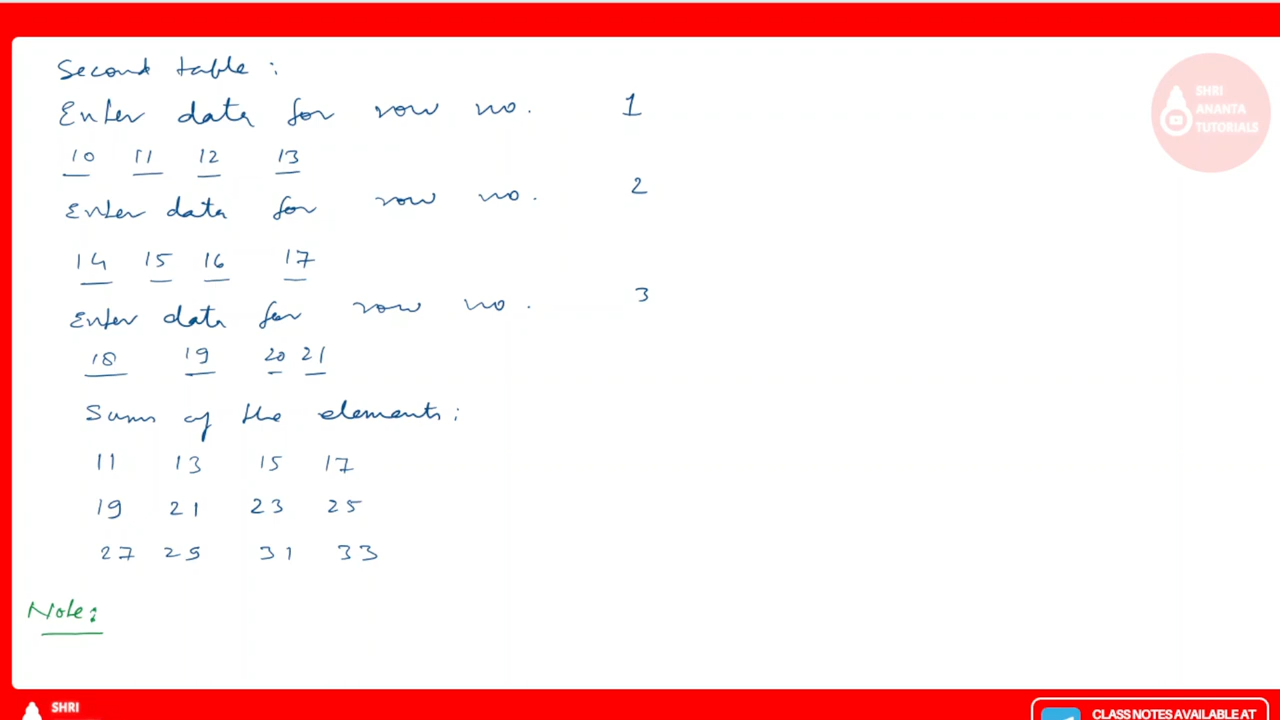 Second table :
Enter data for row no. 1
10 11 12 13
Enter data for row no. 2
14 15 16 17
Enter data for row no. 3
18 19 20 21
Sum of the elements :
11 13 15 17
19 21 23 25
27 29 31 33
Note :
SHRI
ANANTA
TUTORIALS
SHRI
CLASS NOTES AVAILABLE AT